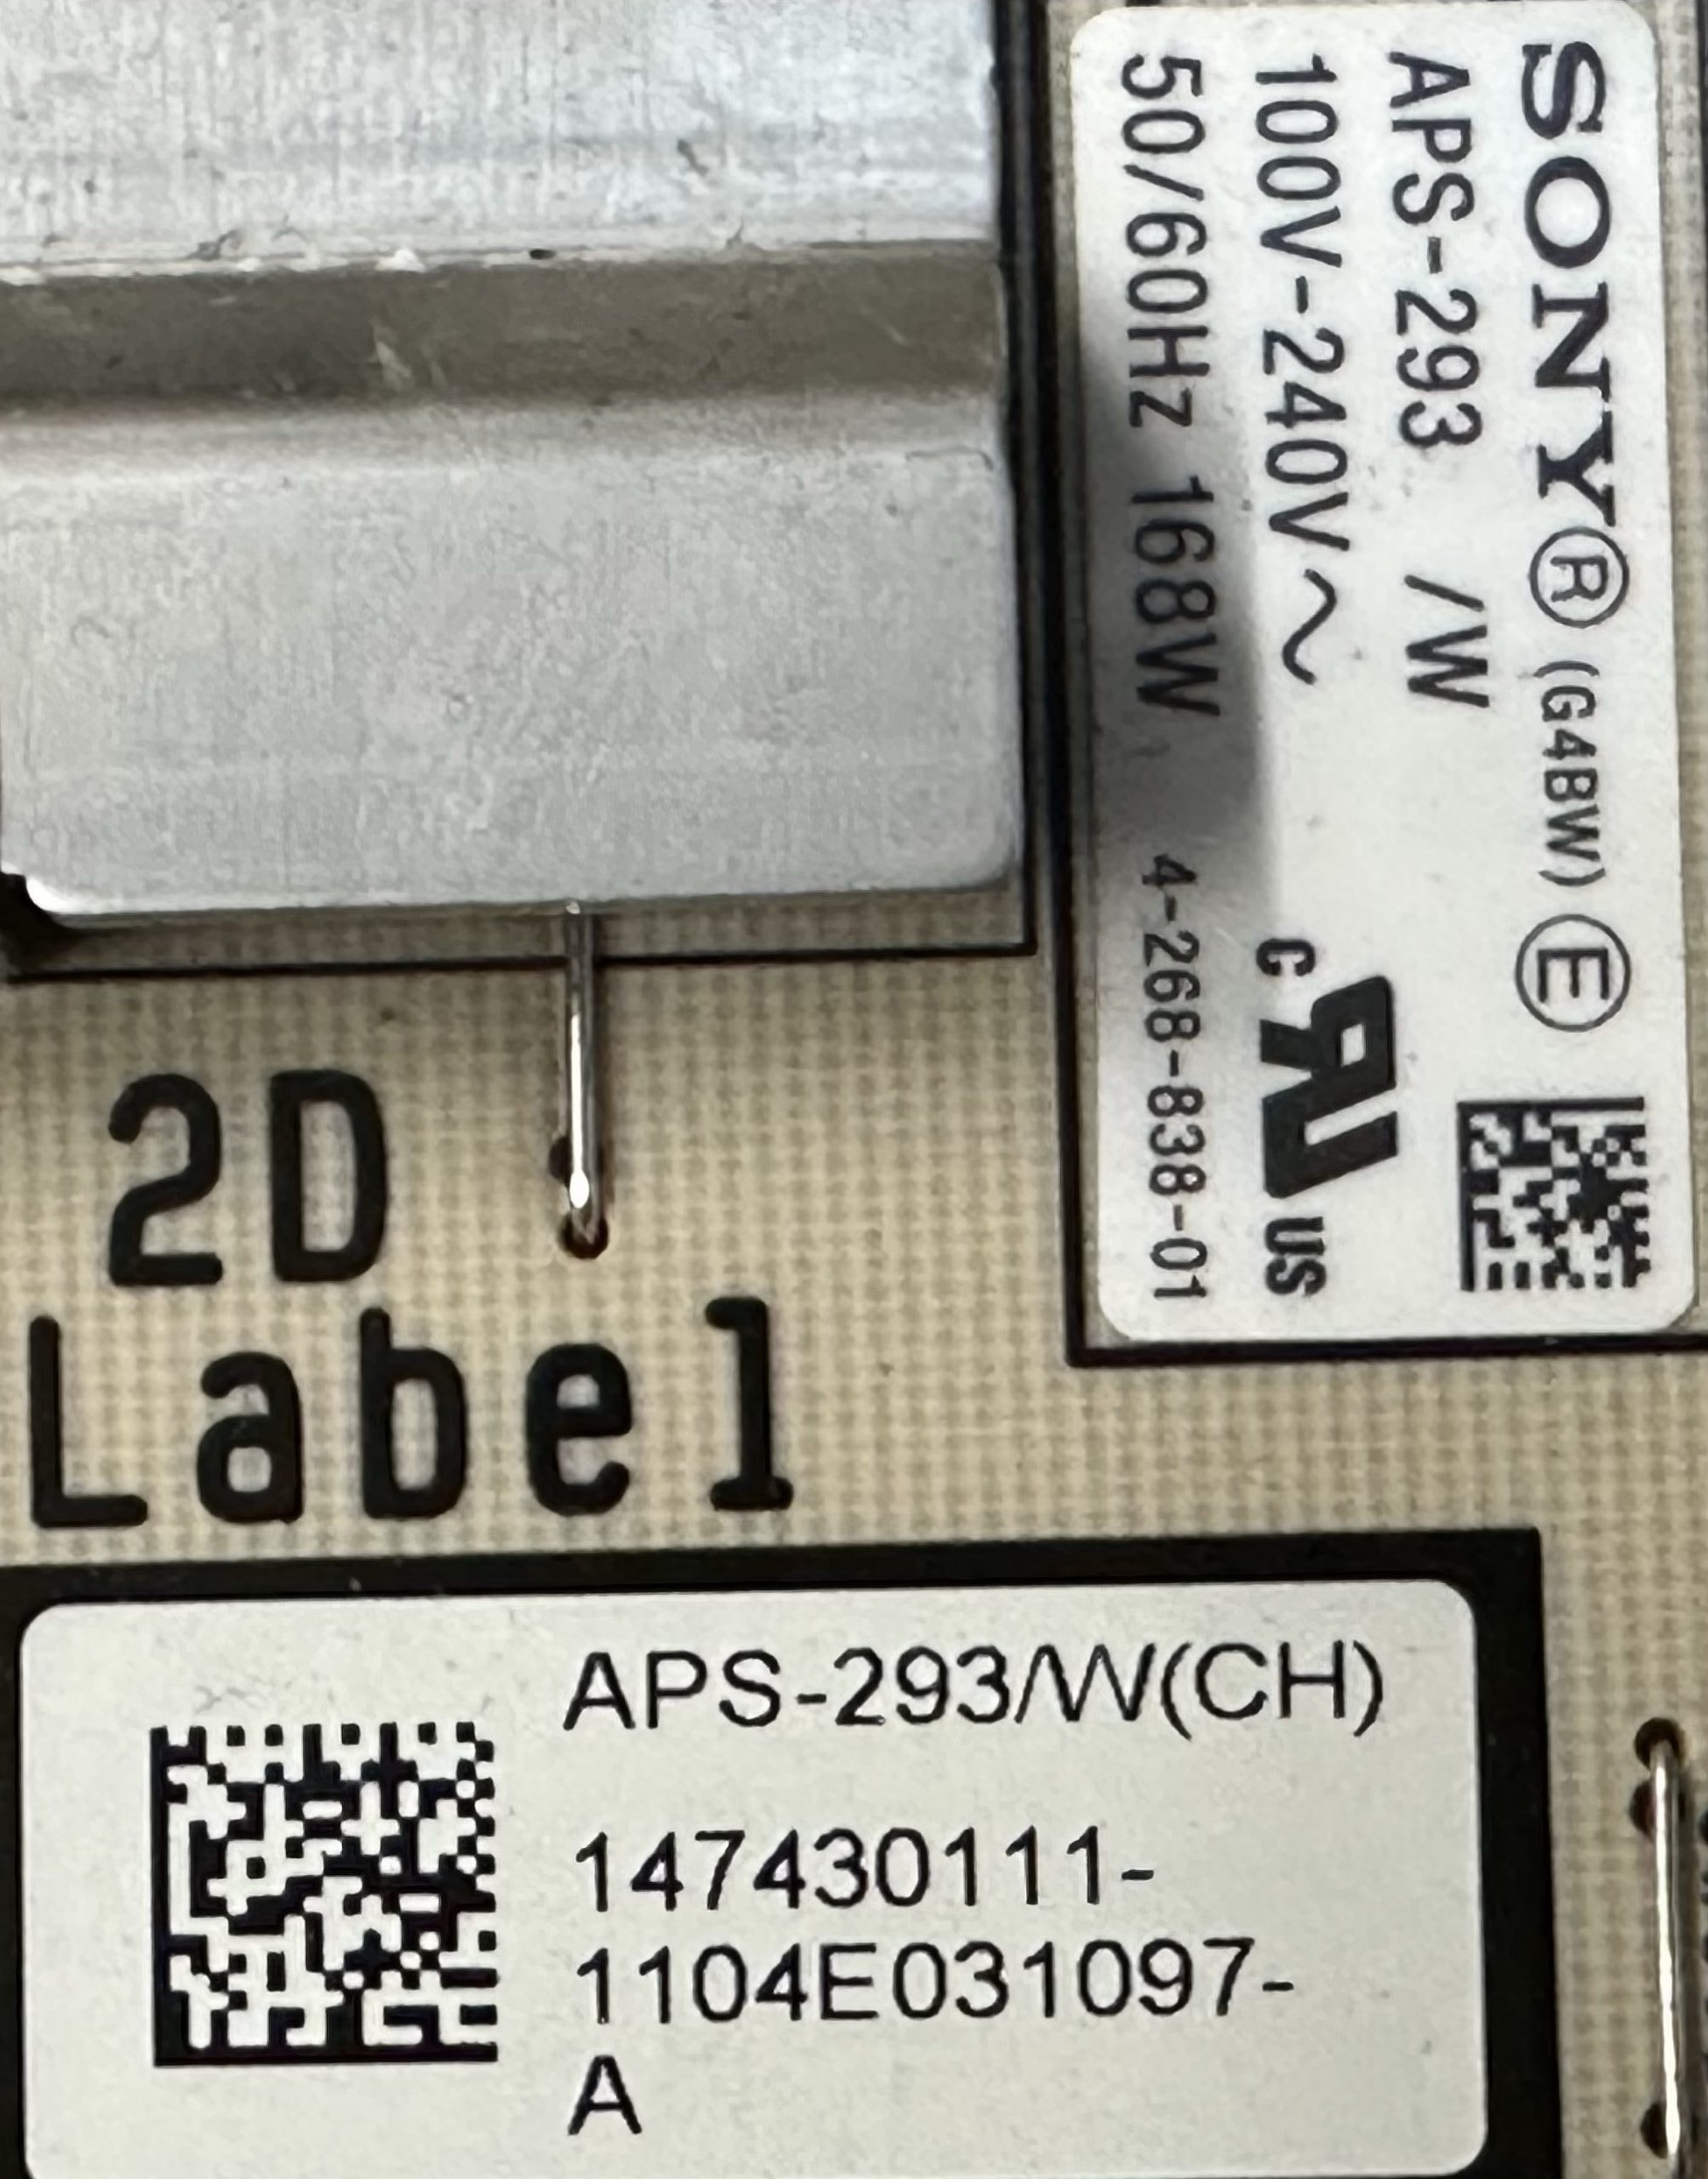 SONY® (G4BW) Ⓔ
APS-293 /W
100V-240V~
50/60Hz 168W 4-268-838-01
c RU US
2D
Label
APS-293/W(CH)
147430111-
1104E031097-
A